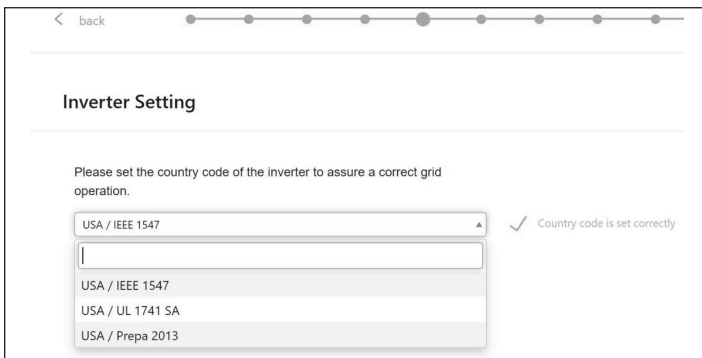 back
Inverter Setting
Please set the country code of the inverter to assure a correct grid
operation.
USA / IEEE 1547
Country code is set correctly
USA / IEEE 1547
USA / UL 1741 SA
USA / Prepa 2013